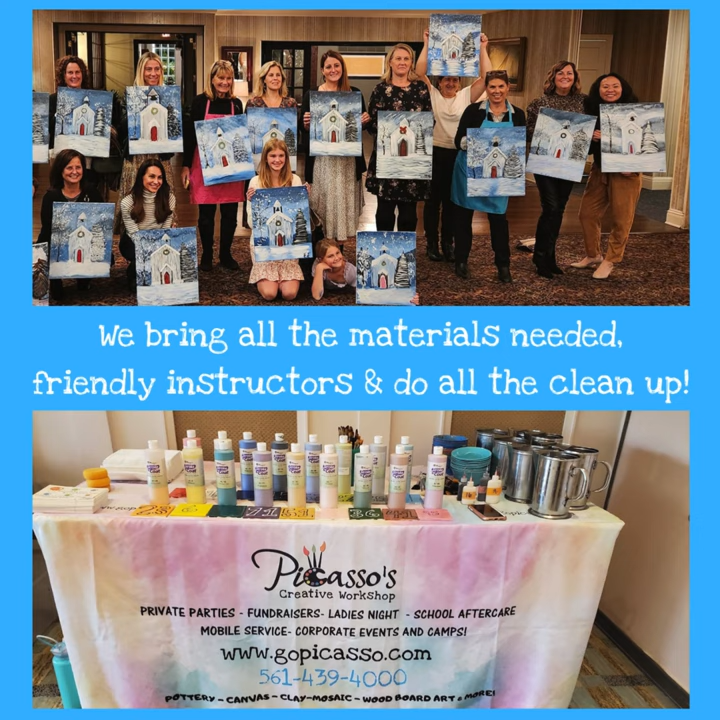 We bring all the materials needed,
friendly instructors & do all the clean up!
Picasso's
Creative Workshop
PRIVATE PARTIES - FUNDRAISERS- LADIES NIGHT - SCHOOL AFTERCARE
MOBILE SERVICE- CORPORATE EVENTS AND CAMPS!
www.gopicasso.com
561-439-4000
POTTERY - CANVAS - CLAY-MOSAIC - WOOD BOARD ART & MORE!